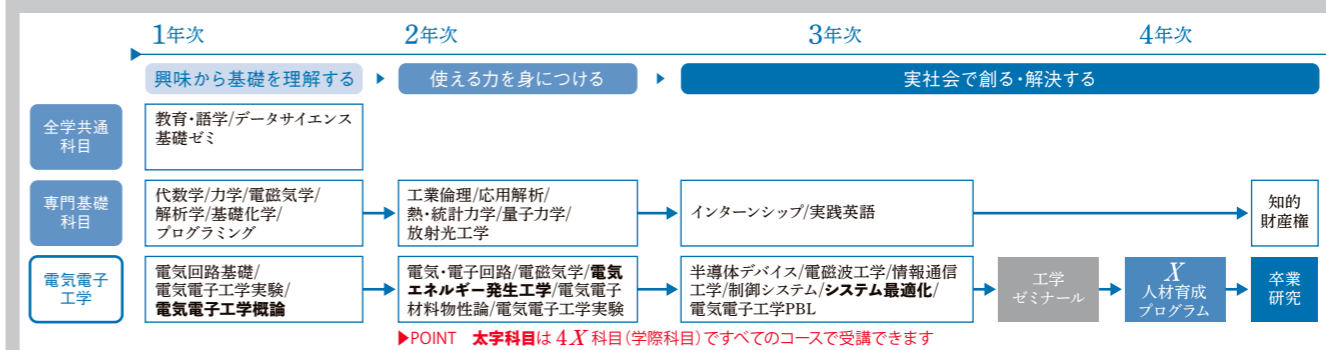 1年次 2年次 3年次 4年次
興味から基礎を理解する ▶ 使える力を身につける ▶ 実社会で創る・解決する
全学共通
科目
教育・語学/データサイエンス
基礎ゼミ
専門基礎
科目
代数学/力学/電磁気学/
解析学/基礎化学/
プログラミング
工業倫理/応用解析/
熱・統計力学/量子力学/
放射光工学
インターンシップ/実践英語
知的
財産権
電気電子
工学
電気回路基礎/
電気電子工学実験/
電気電子工学概論
電気・電子回路/電磁気学/電気
エネルギー発生工学/電気電子
材料物性論/電気電子工学実験
半導体デバイス/電磁波工学/情報通信
工学/制御システム/システム最適化/
電気電子工学PBL
工学
ゼミナール
X
人材育成
プログラム
卒業
研究
▶POINT 太字科目は 4X 科目(学際科目)ですべてのコースで受講できます